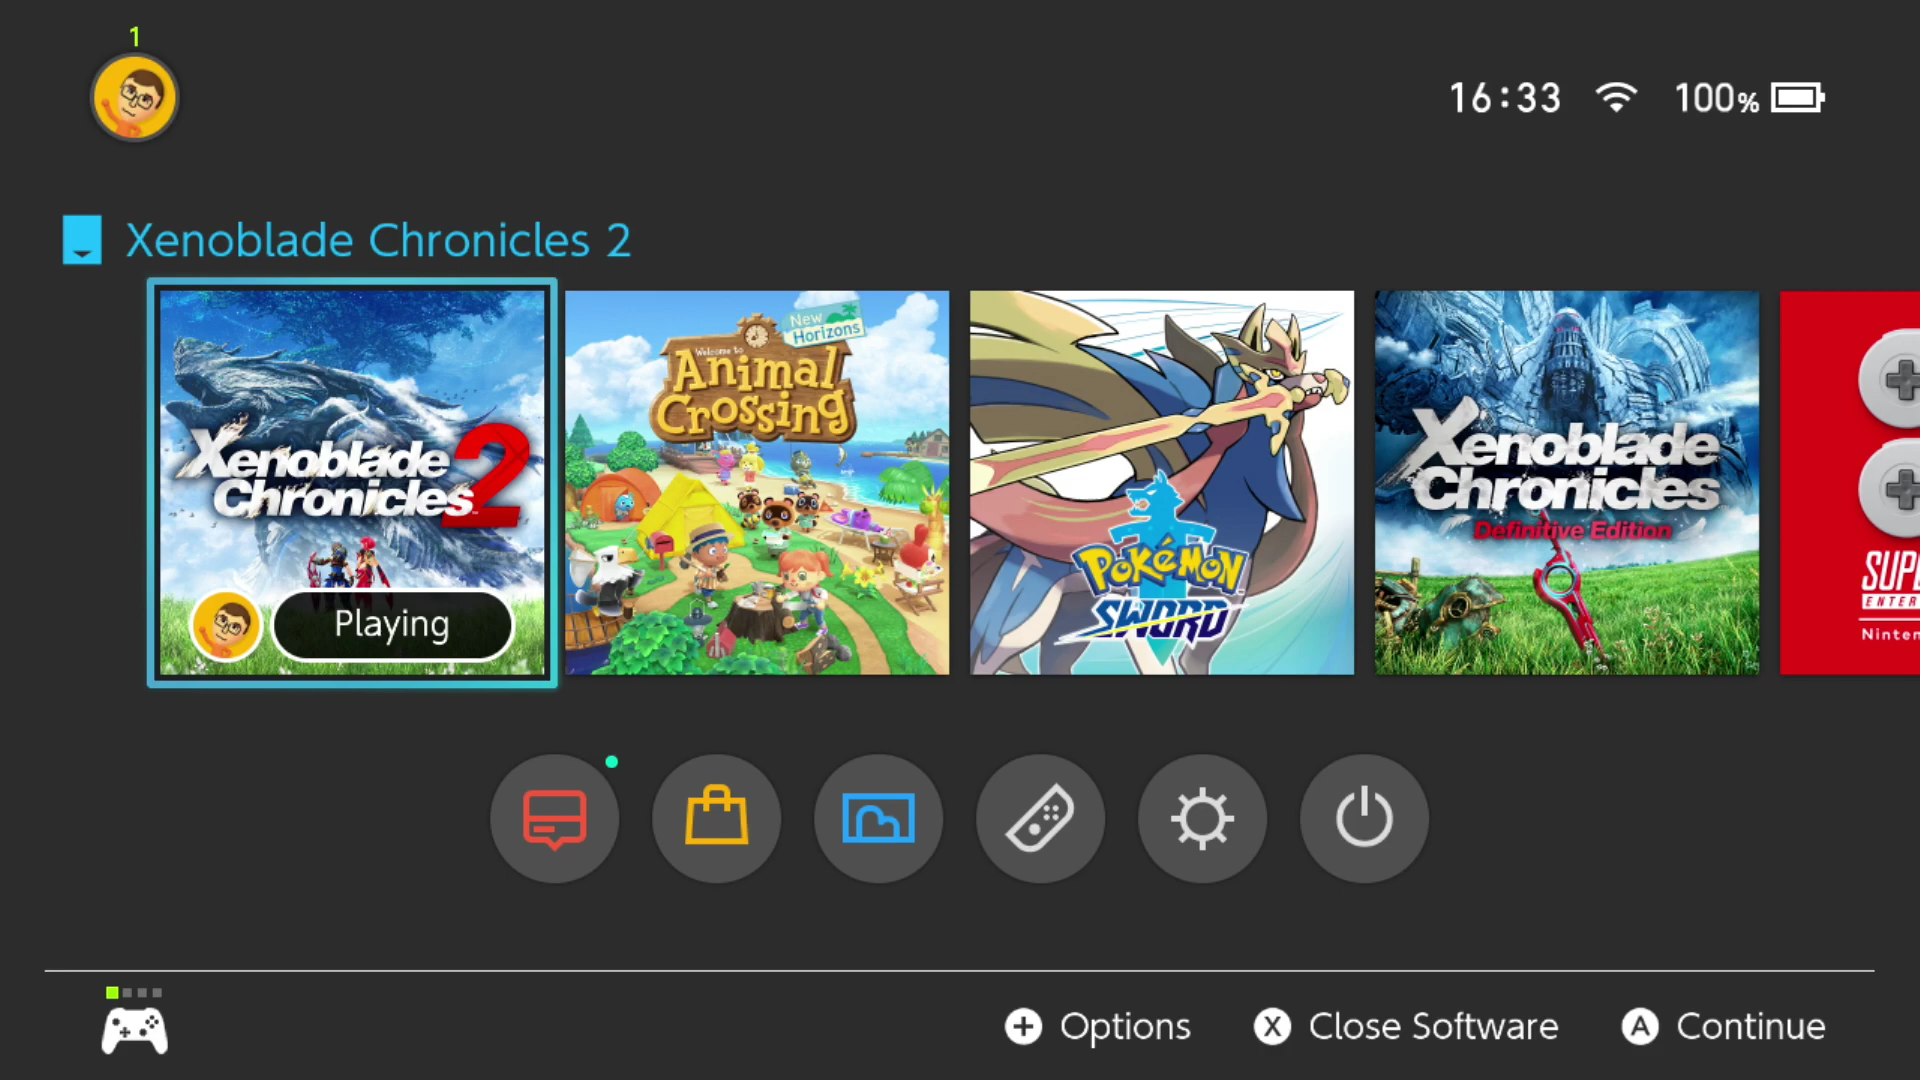 1
16:33
100%
Xenoblade Chronicles 2
Xenoblade
Chronicles 2
Playing
New
Horizons
Welcome to
Animal
Crossing
POKÉMON
SWORD
Xenoblade
Chronicles
Definitive Edition
+ Options
X Close Software
A Continue